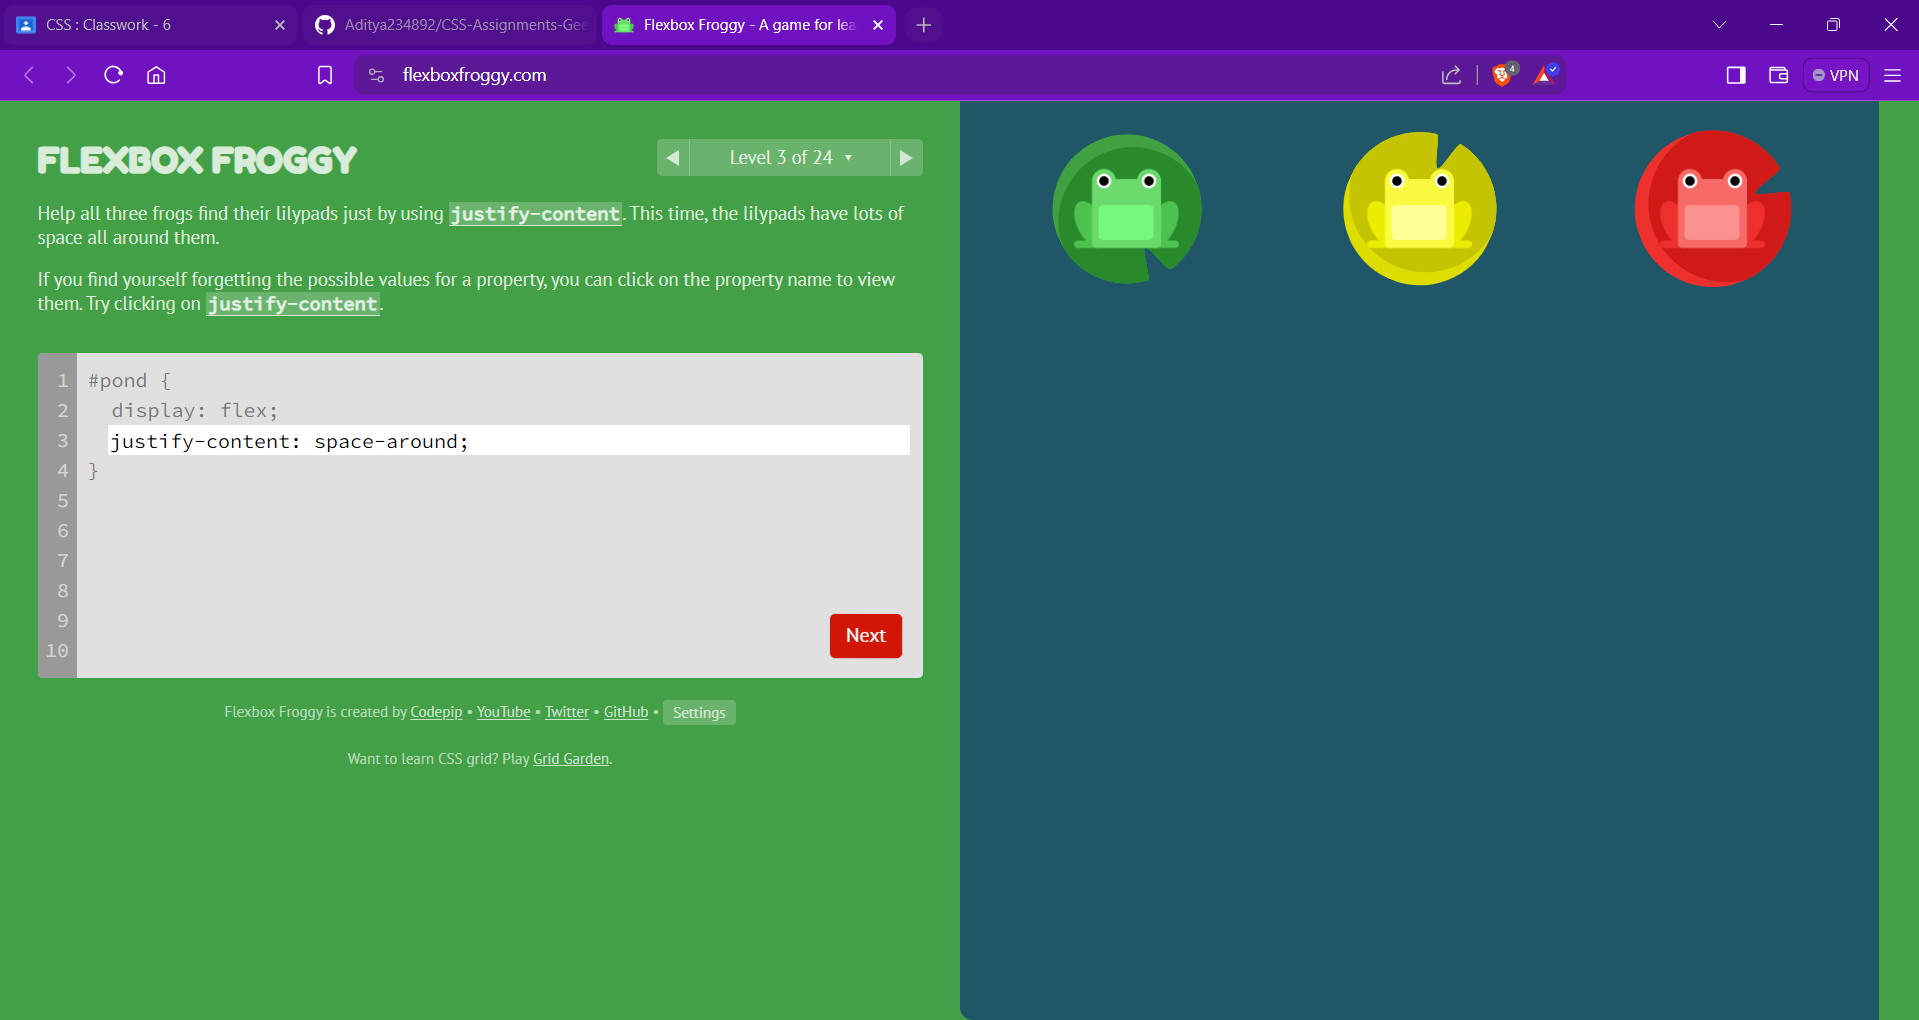 CSS : Classwork - 6
Aditya234892/CSS-Assignments-Gee
Flexbox Froggy - A game for lea
flexboxfroggy.com
4
VPN
FLEXBOX FROGGY
Level 3 of 24
Help all three frogs find their lilypads just by using justify-content. This time, the lilypads have lots of
space all around them.
If you find yourself forgetting the possible values for a property, you can click on the property name to view
them. Try clicking on justify-content.
1 #pond {
2 display: flex;
3 justify-content: space-around;
4 }
5
6
7
8
9
10
Next
Flexbox Froggy is created by Codepip • YouTube • Twitter • GitHub • Settings
Want to learn CSS grid? Play Grid Garden.